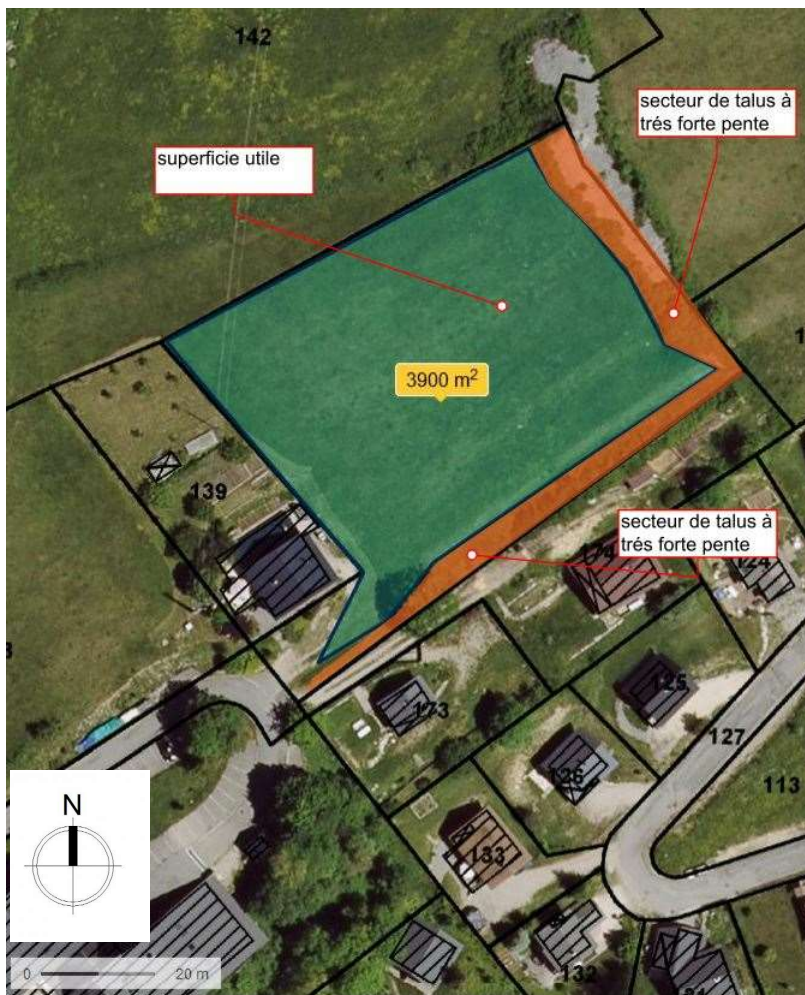 142
secteur de talus à
trés forte pente
superficie utile
3900 m²
139
secteur de talus à
trés forte pente
174
124
125
173
127
126
113
133
N
0 20 m
132